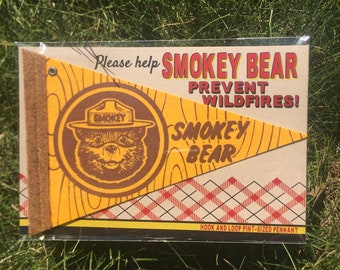 Please help SMOKEY BEAR
PREVENT
WILDFIRES!
SMOKEY
SMOKEY
BEAR
HOOK AND LOOP PINT-SIZED PENNANT